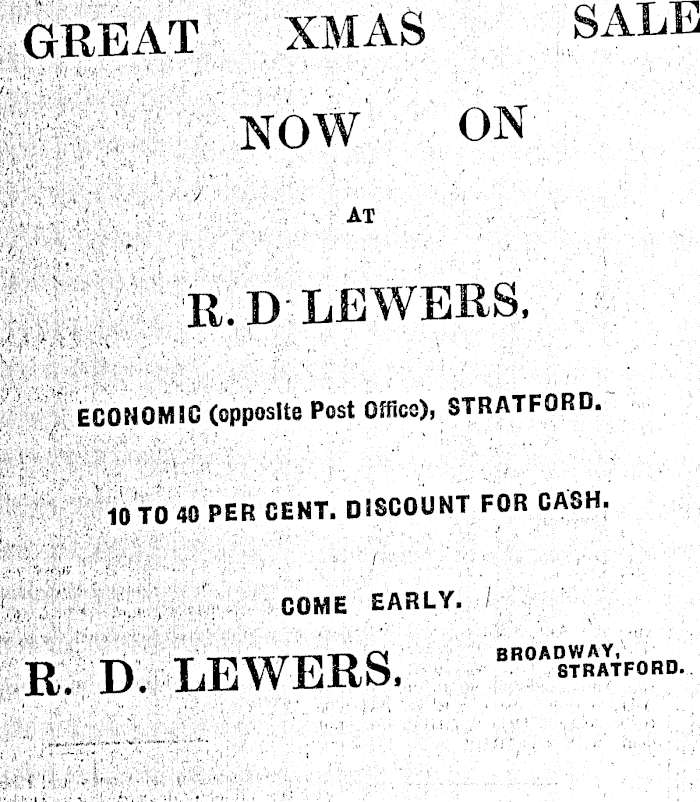 GREAT XMAS SALE
NOW ON
AT
R. D LEWERS,
ECONOMIC (opposite Post Office), STRATFORD.
10 TO 40 PER CENT. DISCOUNT FOR CASH.
COME EARLY.
R. D. LEWERS,
BROADWAY,
STRATFORD.